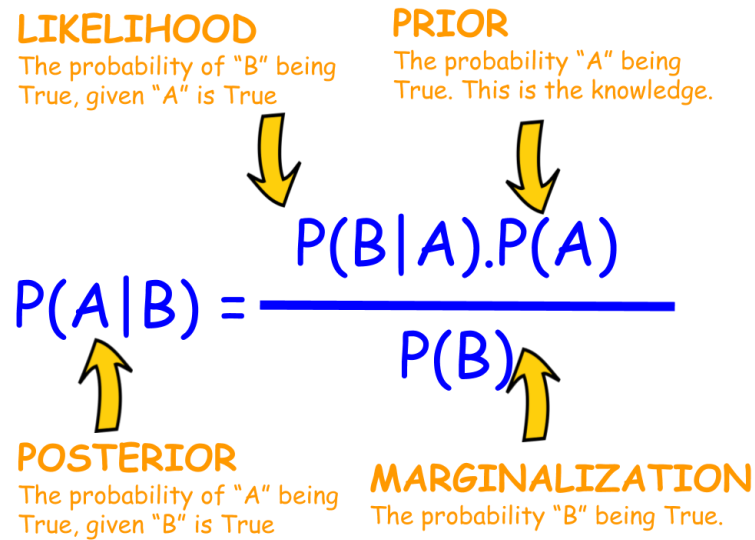 LIKELIHOOD
The probability of “B” being
True, given “A” is True
PRIOR
The probability “A” being
True. This is the knowledge.
P(B|A).P(A)
P(A|B) =
P(B)
POSTERIOR
The probability of “A” being
True, given “B” is True
MARGINALIZATION
The probability “B” being True.